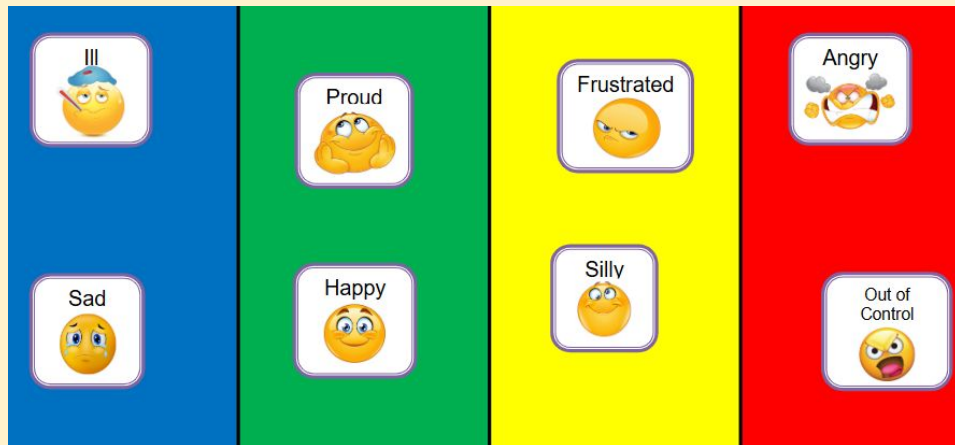 Ill
Proud
Frustrated
Angry
Sad
Happy
Silly
Out of
Control